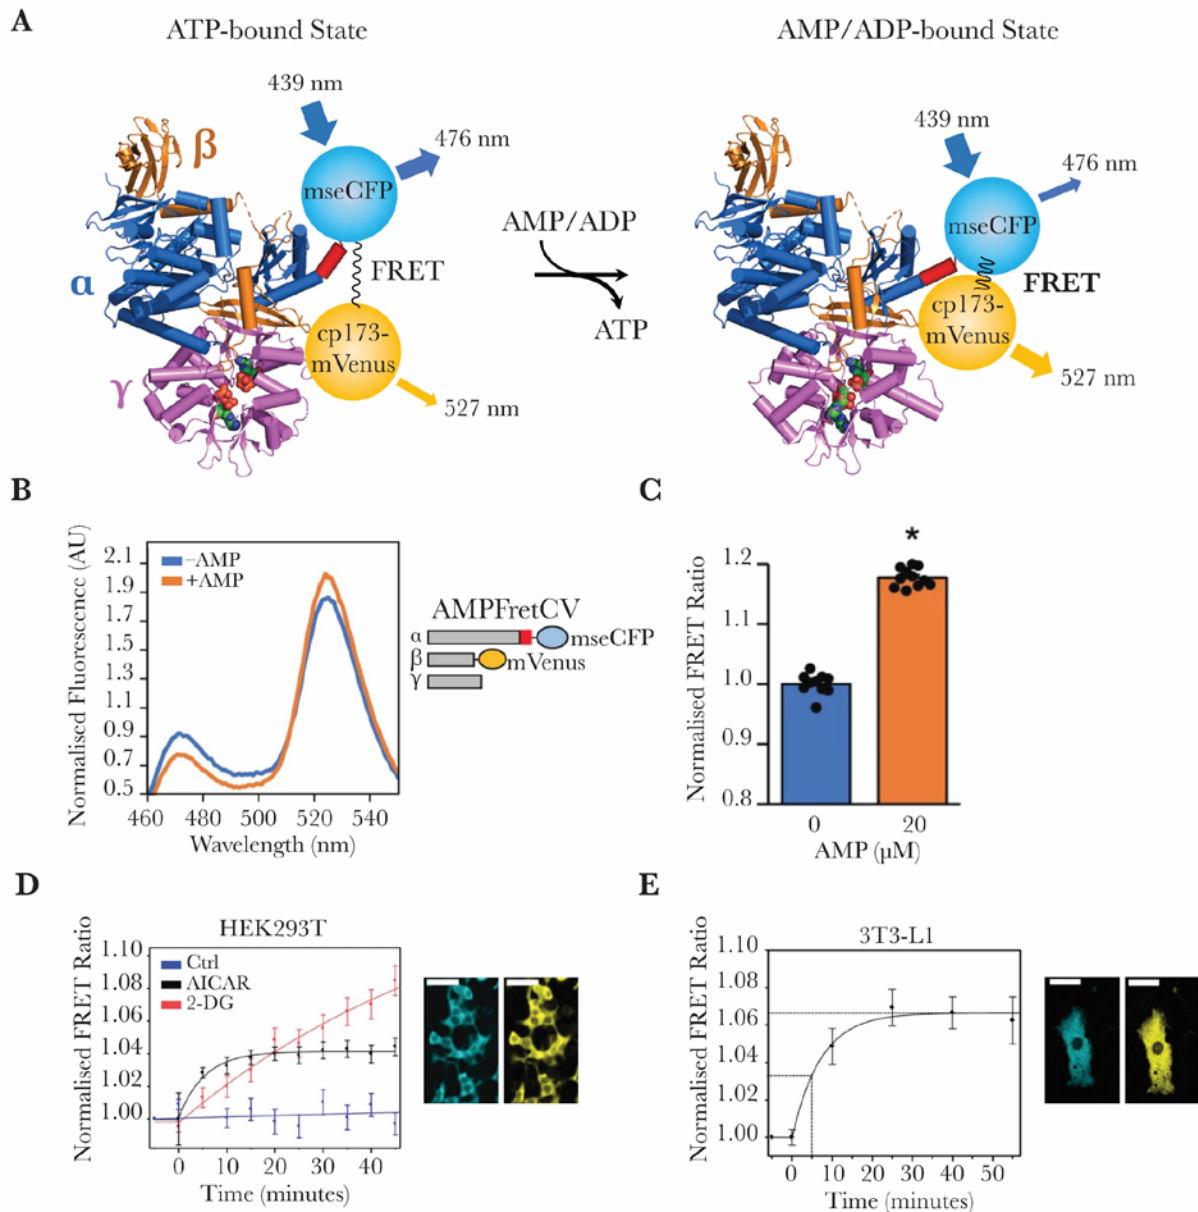 A
ATP-bound State
AMP/ADP-bound State
439 nm
476 nm
β
mseCFP
FRET
α
cp173-
mVenus
γ
527 nm
AMP/ADP
ATP
439 nm
476 nm
mseCFP
FRET
cp173-
mVenus
527 nm
B
Normalised Fluorescence (AU)
2.1
1.9
1.7
1.5
1.3
1.1
0.9
0.7
0.5
–AMP
+AMP
460 480 500 520 540
Wavelength (nm)
AMPFretCV
α
mseCFP
β
mVenus
γ
C
Normalised FRET Ratio
1.2
1.1
1.0
0.9
0.8
*
0 20
AMP (µM)
D
HEK293T
Normalised FRET Ratio
1.10
1.08
1.06
1.04
1.02
1.00
Ctrl
AICAR
2-DG
0 10 20 30 40
Time (minutes)
E
3T3-L1
Normalised FRET Ratio
1.10
1.08
1.06
1.04
1.02
1.00
0 10 20 30 40 50
Time (minutes)